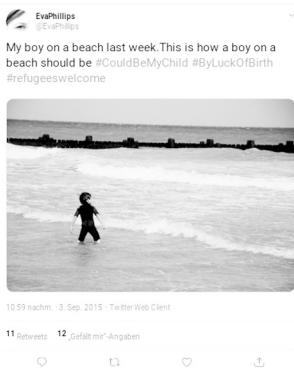 EvaPhillips
@EvaPhillips
My boy on a beach last week.This is how a boy on a
beach should be #CouldBeMyChild #ByLuckOfBirth
#refugeeswelcome
10:59 nachm. · 3. Sep. 2015 · Twitter Web Client
11 Retweets 12 „Gefällt mir“-Angaben